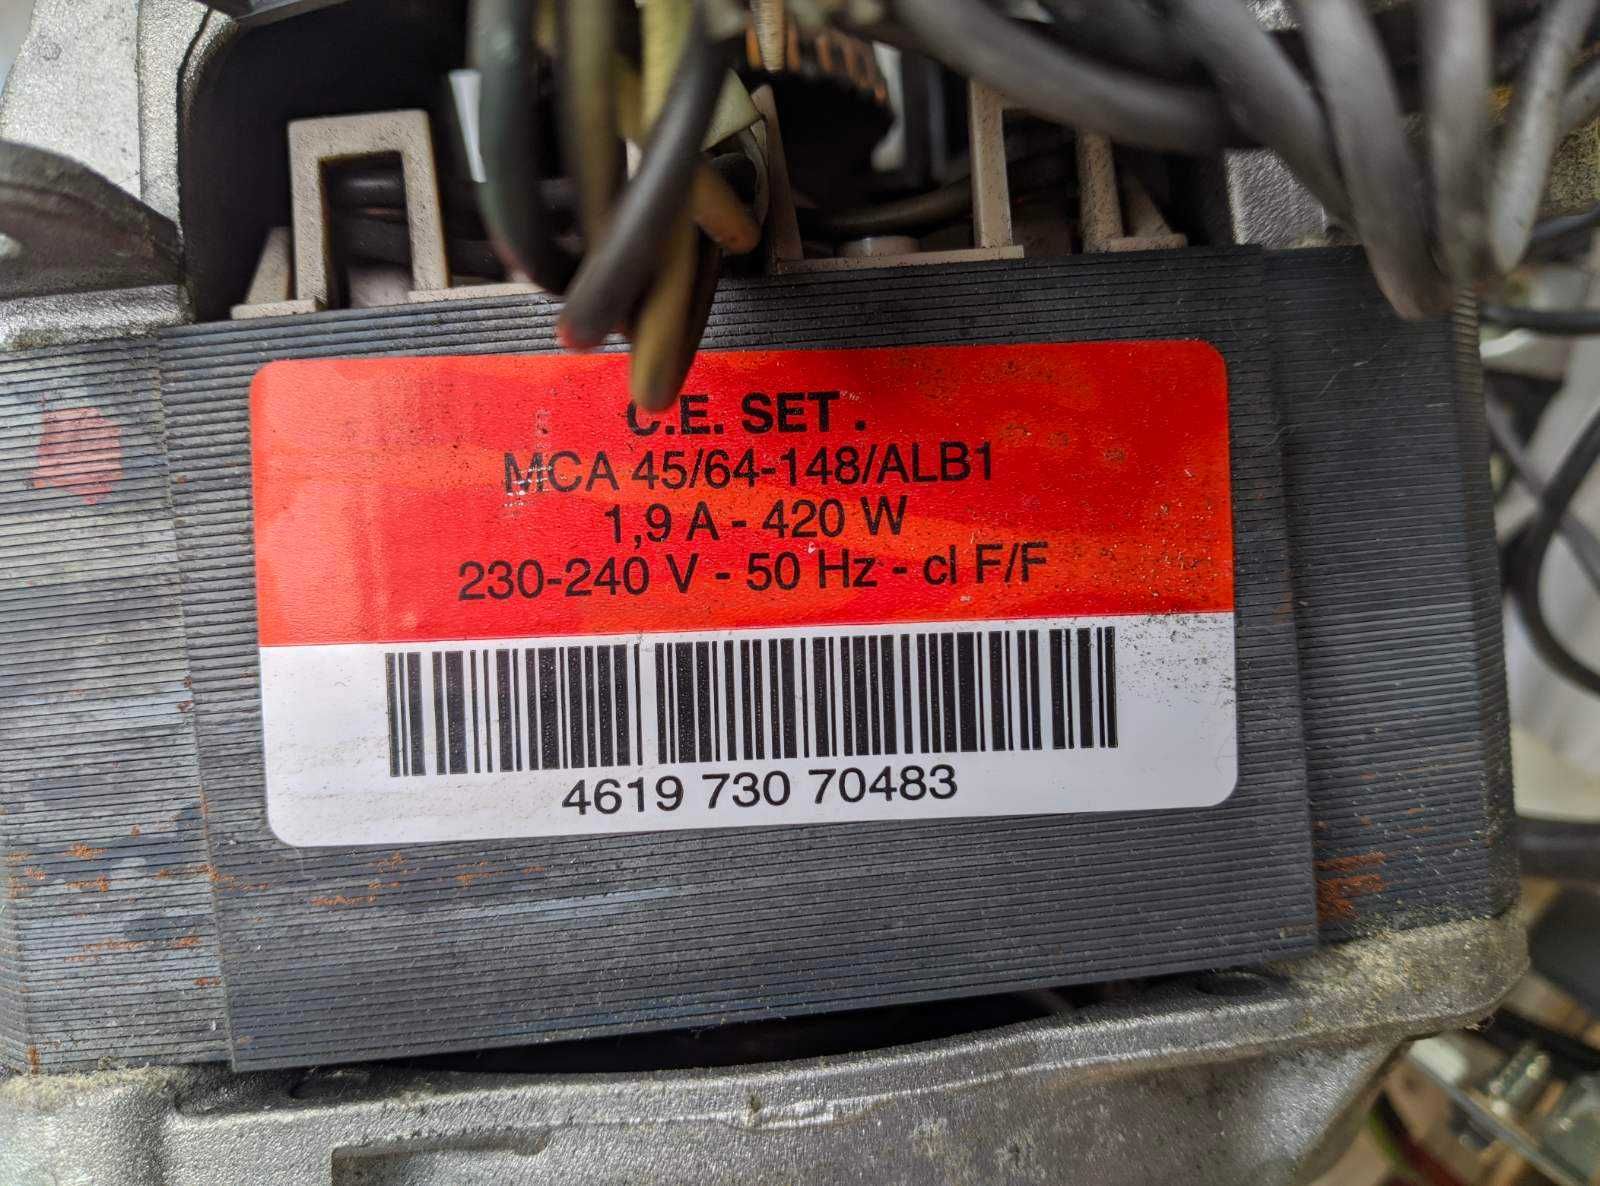 C.E. SET .
MCA 45/64-148/ALB1
1,9 A - 420 W
230-240 V - 50 Hz - cl F/F
4619 730 70483